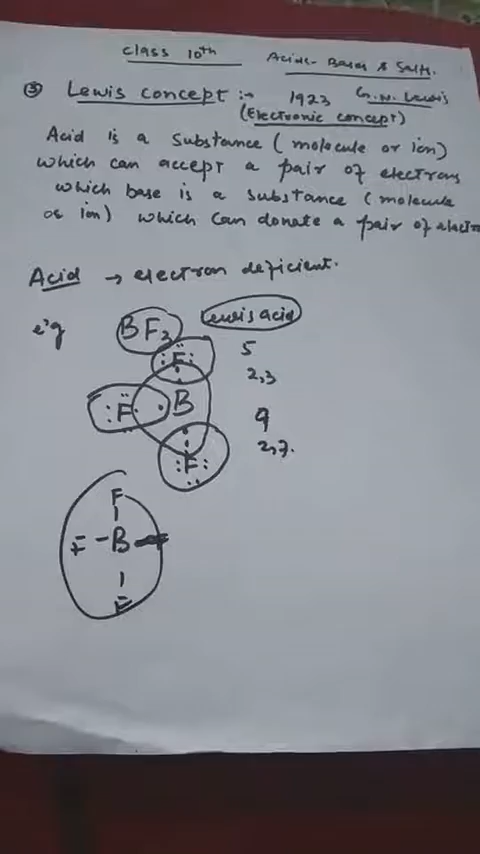 Class 10th Acids- Bases & Salts.
③ Lewis concept :- 1923 G.N. Lewis
(Electronic concept)
Acid is a substance ( molecule or ion)
which can accept a pair of electrons
which base is a substance ( molecule
or ion) which can donate a pair of electro
Acid → electron deficient.
e'g BF3 Lewis acid
F 5
2,3
F B 9
2,7.
F
F
F - B -
F